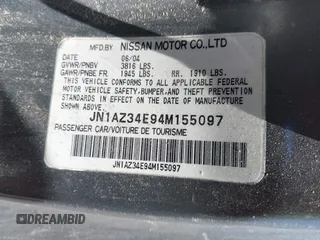 MFD.BY NISSAN MOTOR CO.,LTD
DATE 06/04
GVWR/PNBV 3816 LBS.
GAWR/PNBE FR. 1945 LBS. RR. 1910 LBS.
THIS VEHICLE CONFORMS TO ALL APPLICABLE FEDERAL
MOTOR VEHICLE SAFETY, BUMPER, AND THEFT PREVENTION
STANDARDS IN EFFECT ON THE DATE OF MANUFACTURE
SHOWN ABOVE.
JN1AZ34E94M155097
PASSENGER CAR/VOITURE DE TOURISME
JN1AZ34E94M155097
DREAMBID